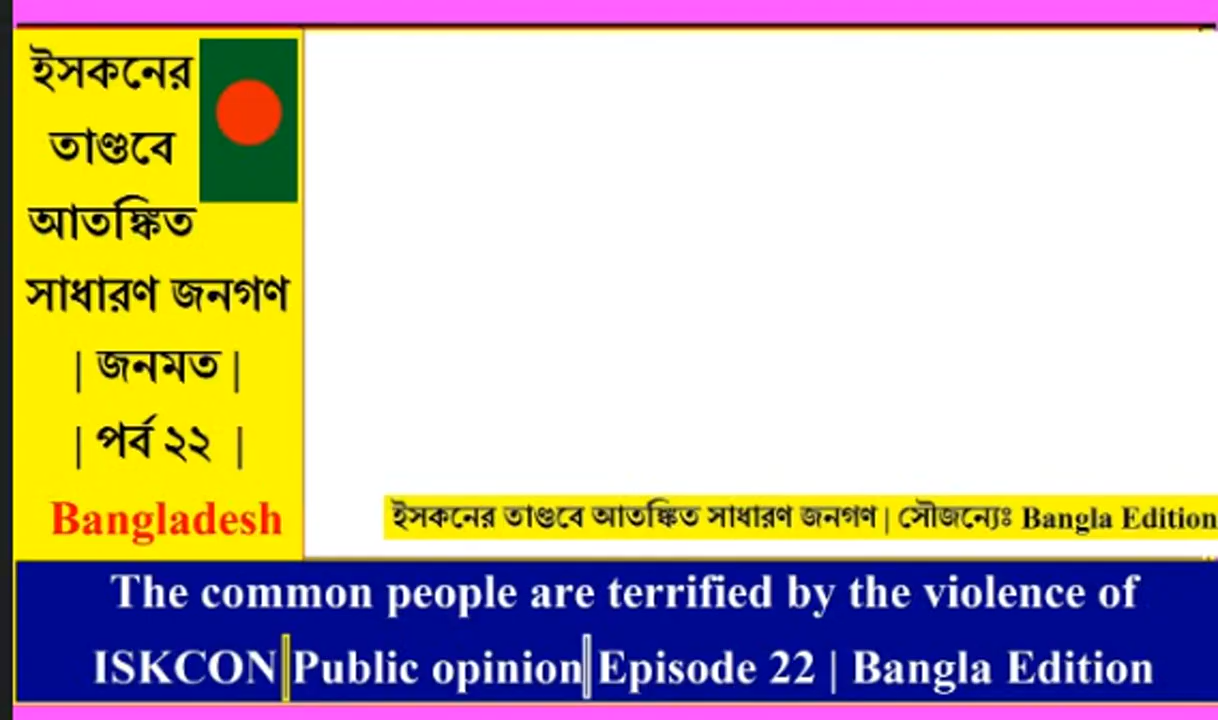 ইসকনের
তাণ্ডবে
আতঙ্কিত
সাধারণ জনগণ
| জনমত |
| পর্ব ২২ |
Bangladesh
ইসকনের তাণ্ডবে আতঙ্কিত সাধারণ জনগণ | সৌজন্যেঃ Bangla Edition
The common people are terrified by the violence of
ISKCON|Public opinion|Episode 22 | Bangla Edition